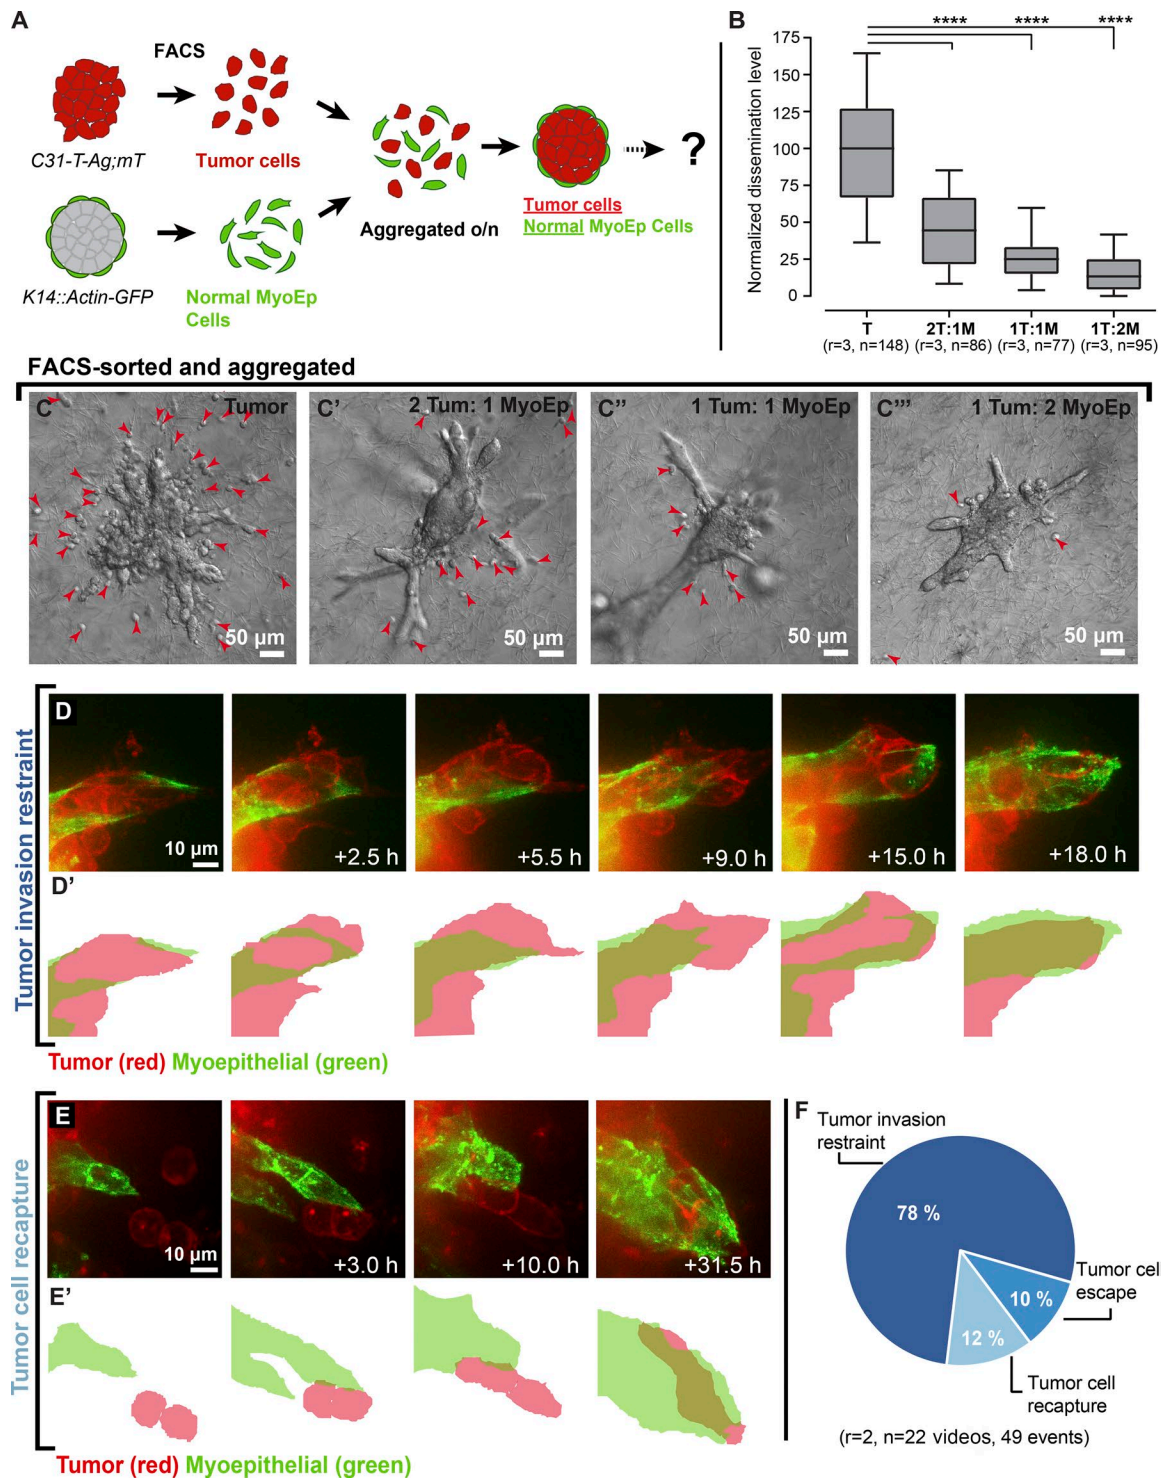 A
FACS
C31-T-Ag;mT
Tumor cells
K14::Actin-GFP
Normal MyoEp
Cells
Aggregated o/n
Tumor cells
Normal MyoEp Cells
?
B
**** **** ****
Normalized dissemination level
175
150
125
100
75
50
25
0
T 2T:1M 1T:1M 1T:2M
(r=3, n=148) (r=3, n=86) (r=3, n=77) (r=3, n=95)
FACS-sorted and aggregated
C Tumor
50 µm
C' 2 Tum: 1 MyoEp
50 µm
C'' 1 Tum: 1 MyoEp
50 µm
C''' 1 Tum: 2 MyoEp
50 µm
Tumor invasion restraint
D
10 µm
+2.5 h
+5.5 h
+9.0 h
+15.0 h
+18.0 h
D'
Tumor (red) Myoepithelial (green)
Tumor cell recapture
E
10 µm
+3.0 h
+10.0 h
+31.5 h
E'
Tumor (red) Myoepithelial (green)
F
Tumor invasion
restraint
78 %
Tumor cell
escape
10 %
12 %
Tumor cell
recapture
(r=2, n=22 videos, 49 events)